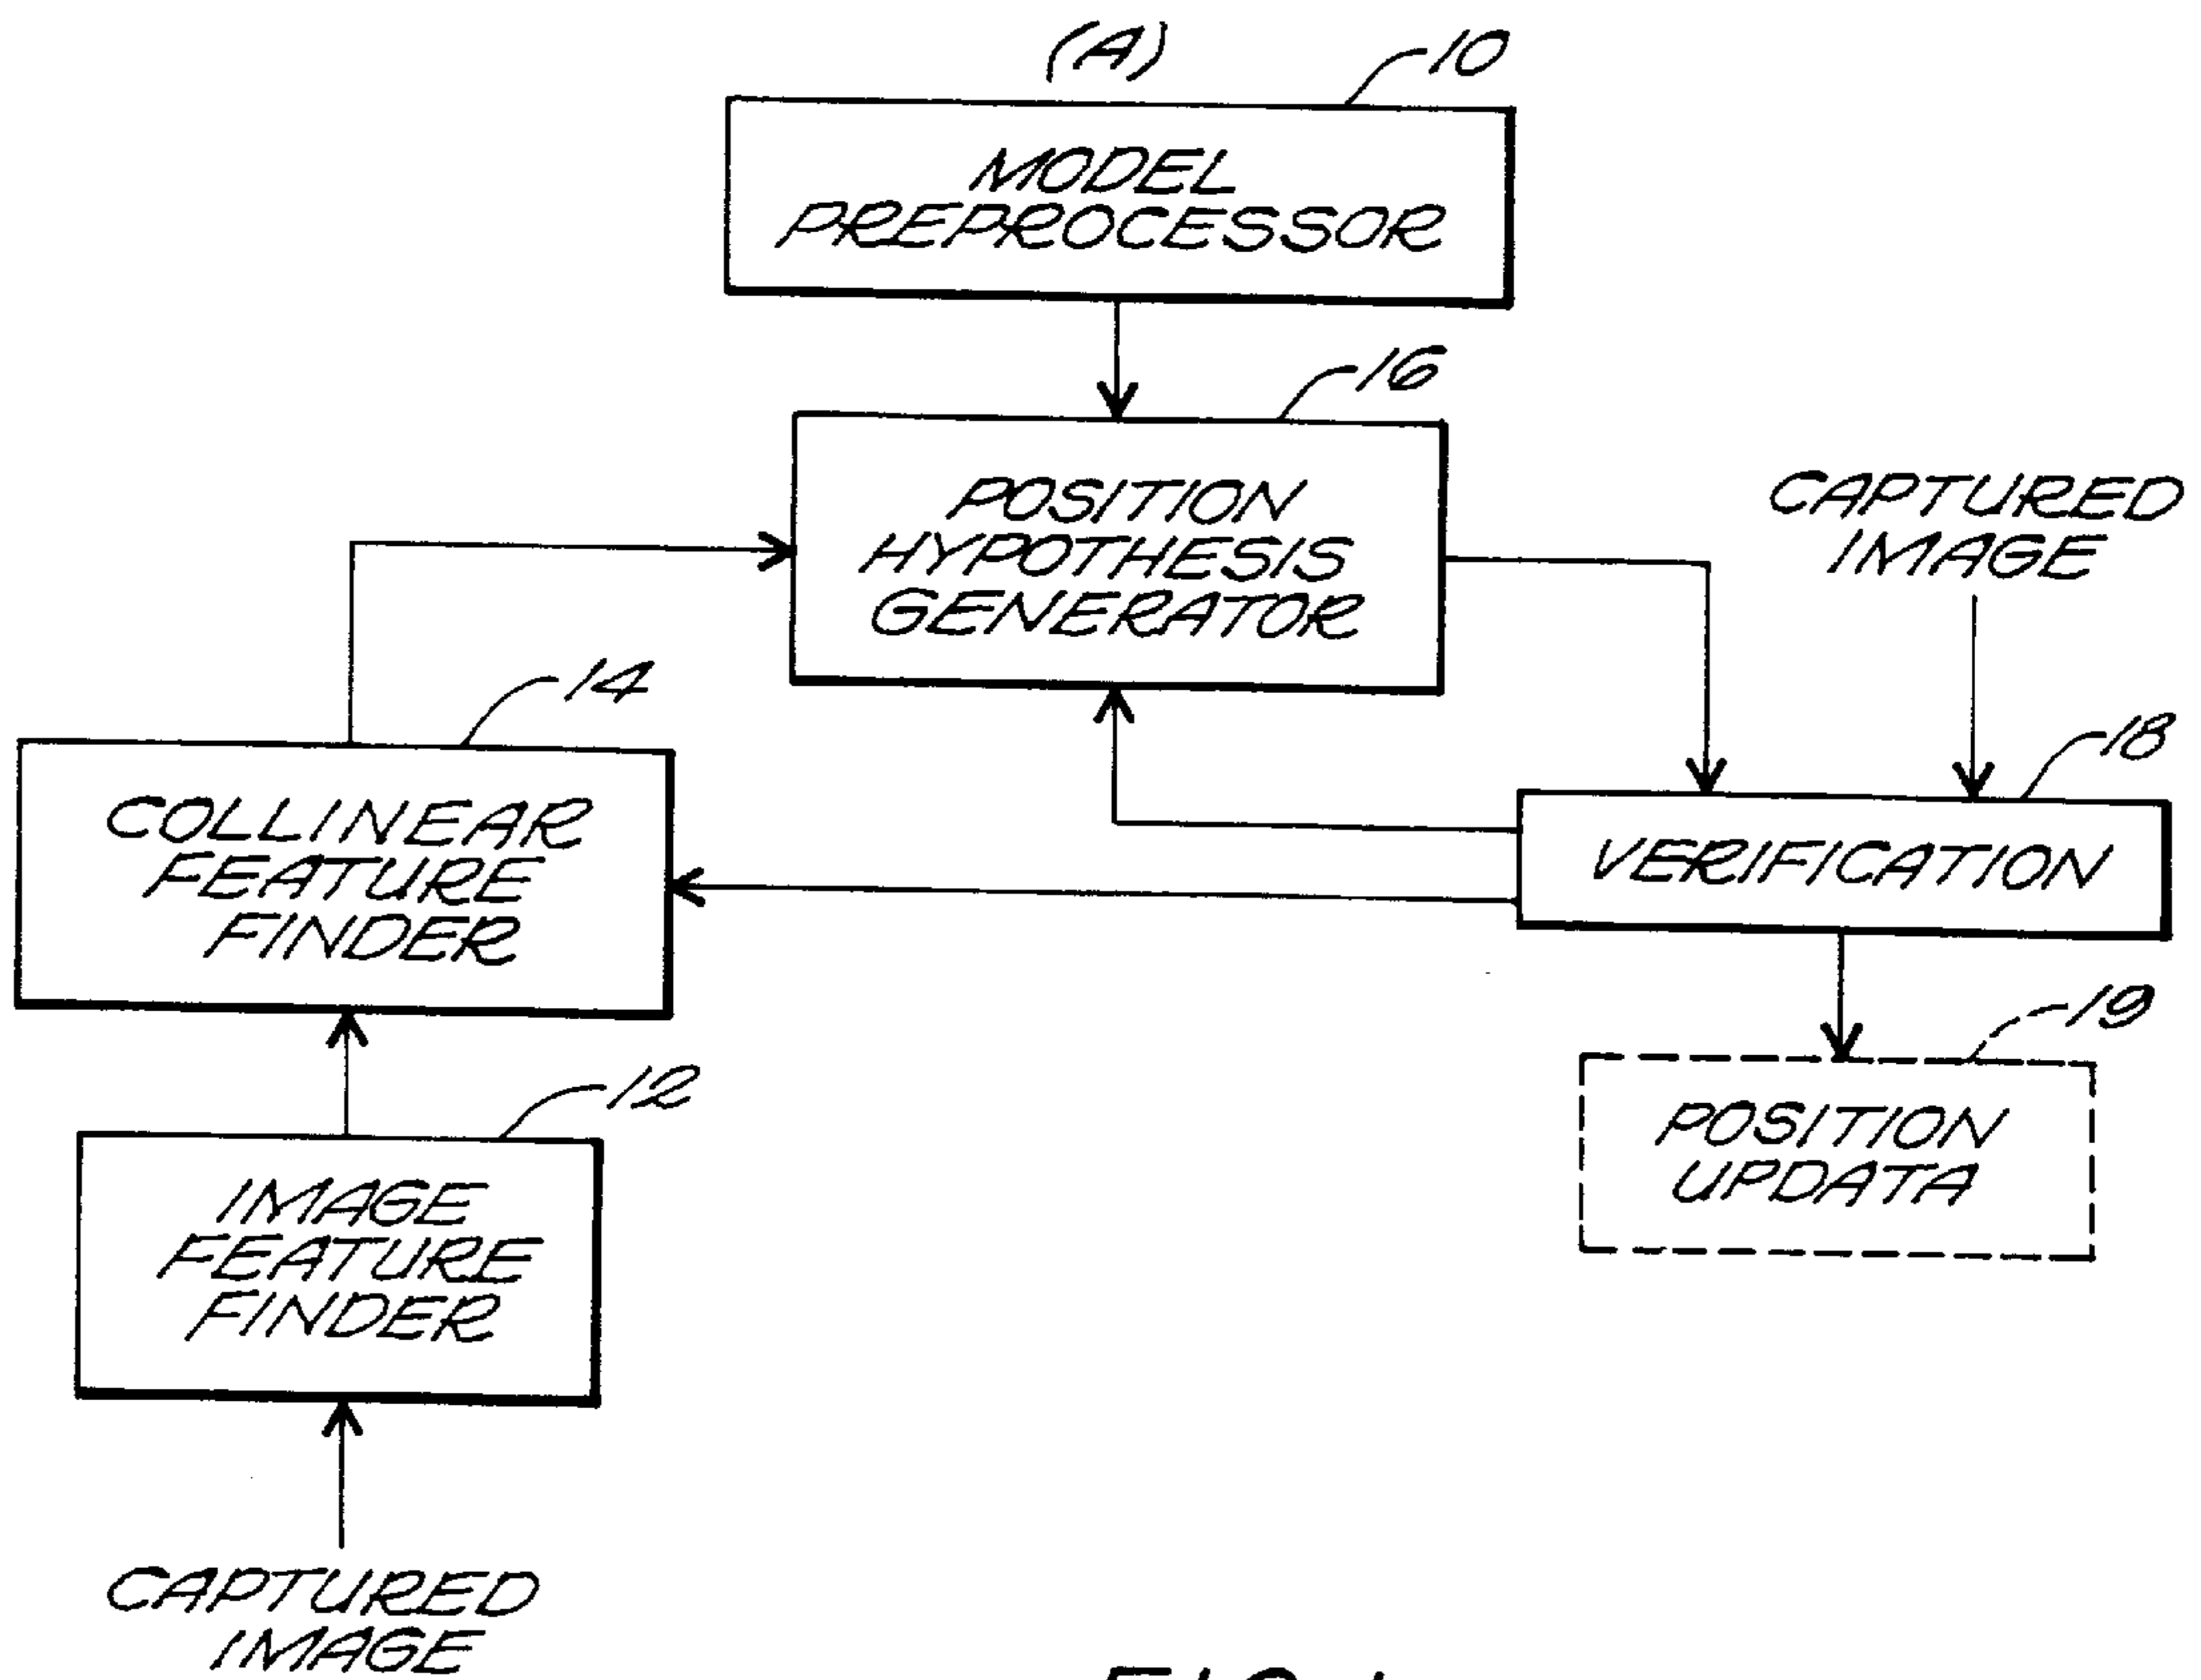 (A)
10
MODEL
PREPROCESSOR
16
POSITION
HYPOTHESIS
GENERATOR
CAPTURED
IMAGE
14
COLLINEAR
FEATURE
FINDER
18
VERIFICATION
12
IMAGE
FEATURE
FINDER
19
POSITION
UPDATA
CAPTURED
IMAGE